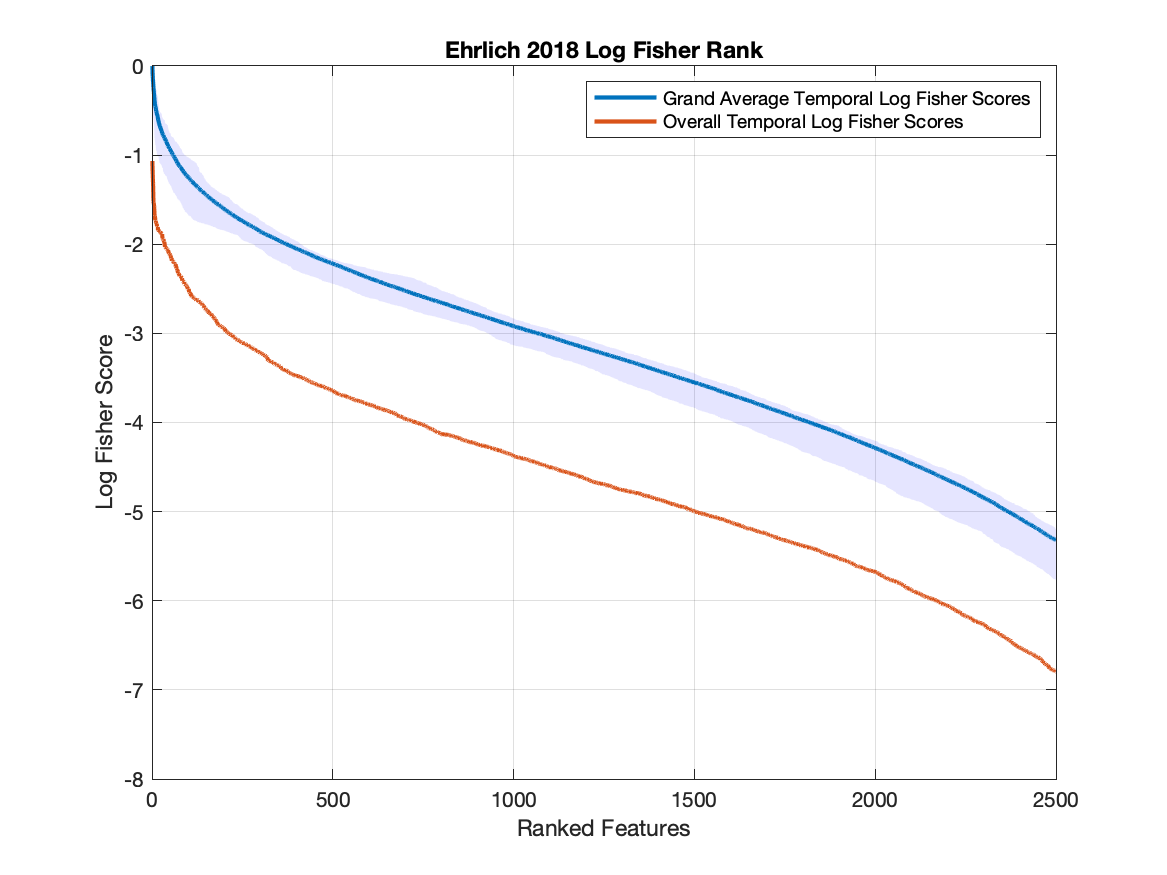 Ehrlich 2018 Log Fisher Rank
Grand Average Temporal Log Fisher Scores
Overall Temporal Log Fisher Scores
Log Fisher Score
0
-1
-2
-3
-4
-5
-6
-7
-8
0 500 1000 1500 2000 2500
Ranked Features